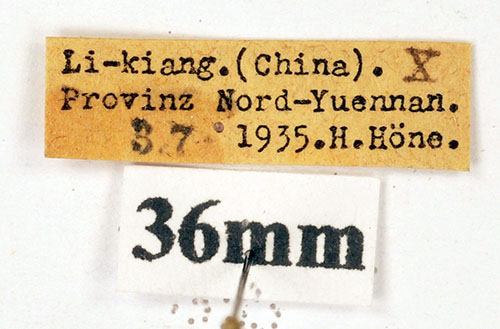 Li-kiang.(China). X
Provinz Nord-Yuennan.
3.7. 1935.H.Höne.
36mm